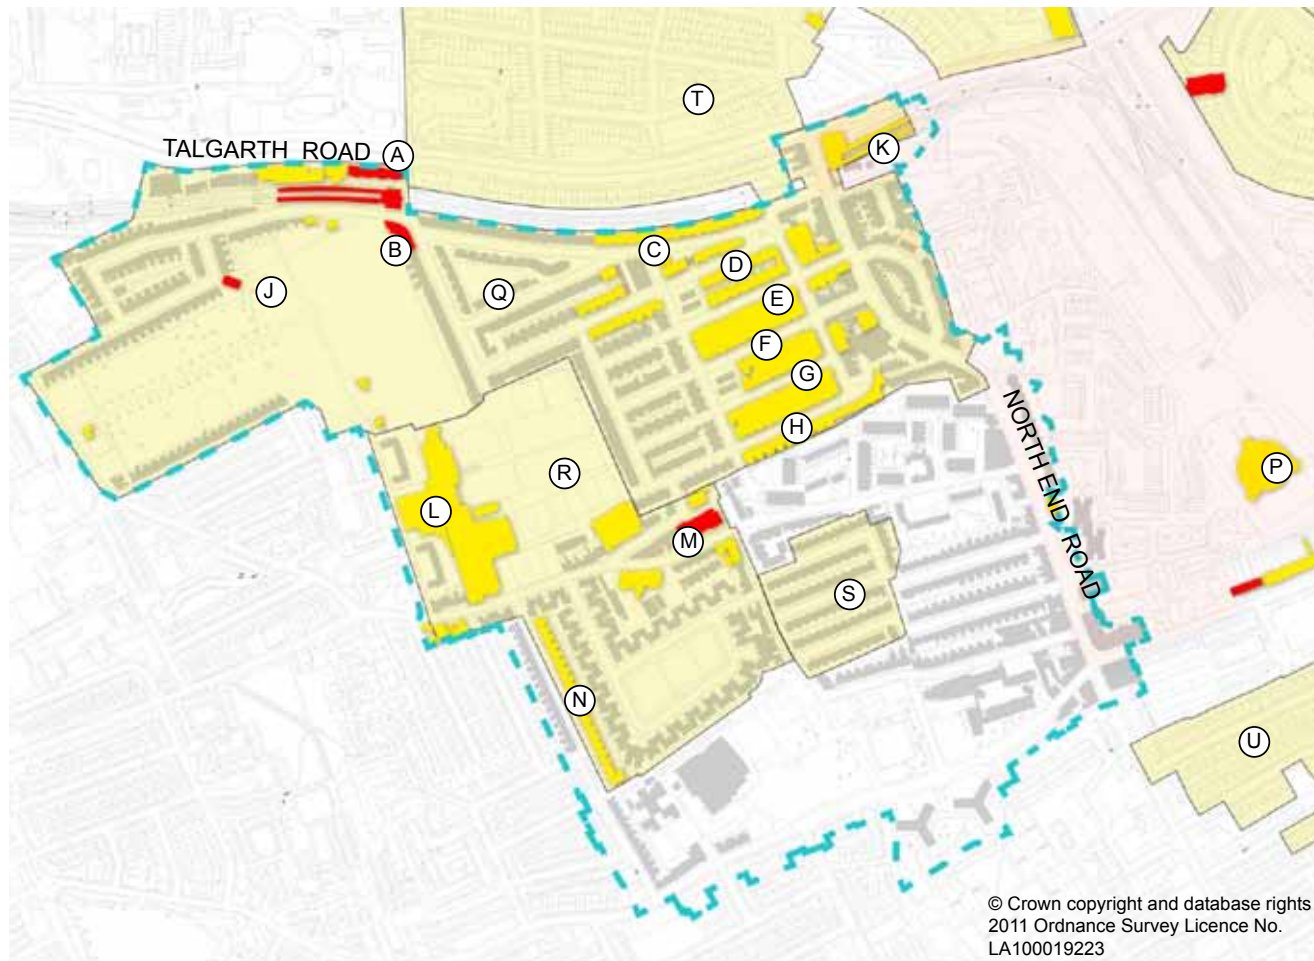 T
TALGARTH ROAD
A
K
B
C
D
J
Q
E
F
G
H
NORTH END ROAD
R
P
L
M
S
N
U
© Crown copyright and database rights
2011 Ordnance Survey Licence No.
LA100019223